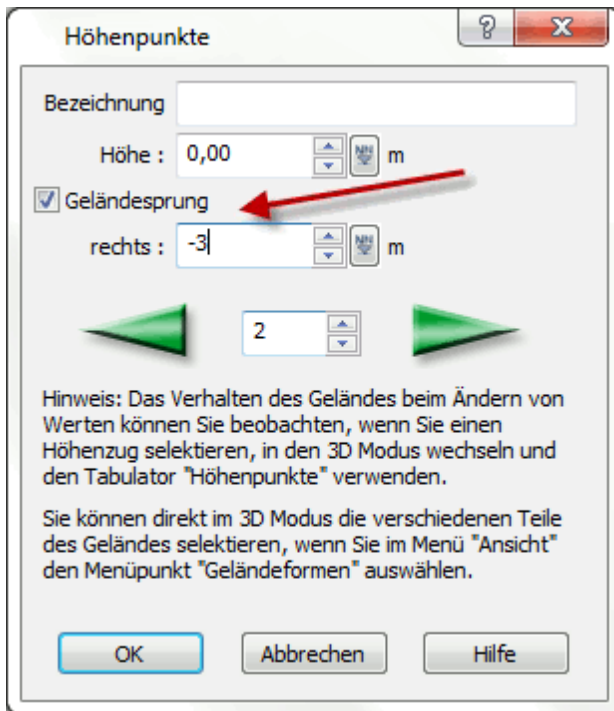 Höhenpunkte
Bezeichnung
Höhe : 0,00 NN m
Geländesprung
rechts : -3 NN m
2
Hinweis: Das Verhalten des Geländes beim Ändern von
Werten können Sie beobachten, wenn Sie einen
Höhenzug selektieren, in den 3D Modus wechseln und
den Tabulator "Höhenpunkte" verwenden.
Sie können direkt im 3D Modus die verschiedenen Teile
des Geländes selektieren, wenn Sie im Menü "Ansicht"
den Menüpunkt "Geländeformen" auswählen.
OK Abbrechen Hilfe